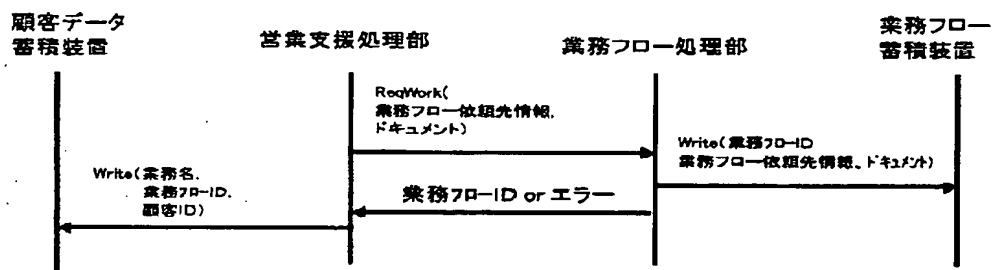 顧客データ
蓄積装置
営業支援処理部
業務フロー処理部
業務フロー
蓄積装置
ReqWork(
業務フロー依頼先情報,
ドキュメント)
Write(業務フローID
業務フロー依頼先情報、ドキュメント)
Write(業務名,
業務フローID,
顧客ID)
業務フローID or エラー